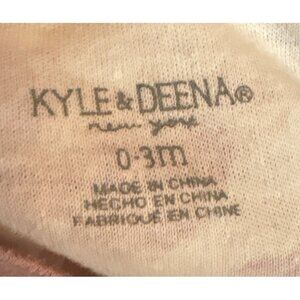 KYLE & DEENA®
new york
0-3m
MADE IN CHINA
HECHO EN CHINA
FABRIQUÉ EN CHINE